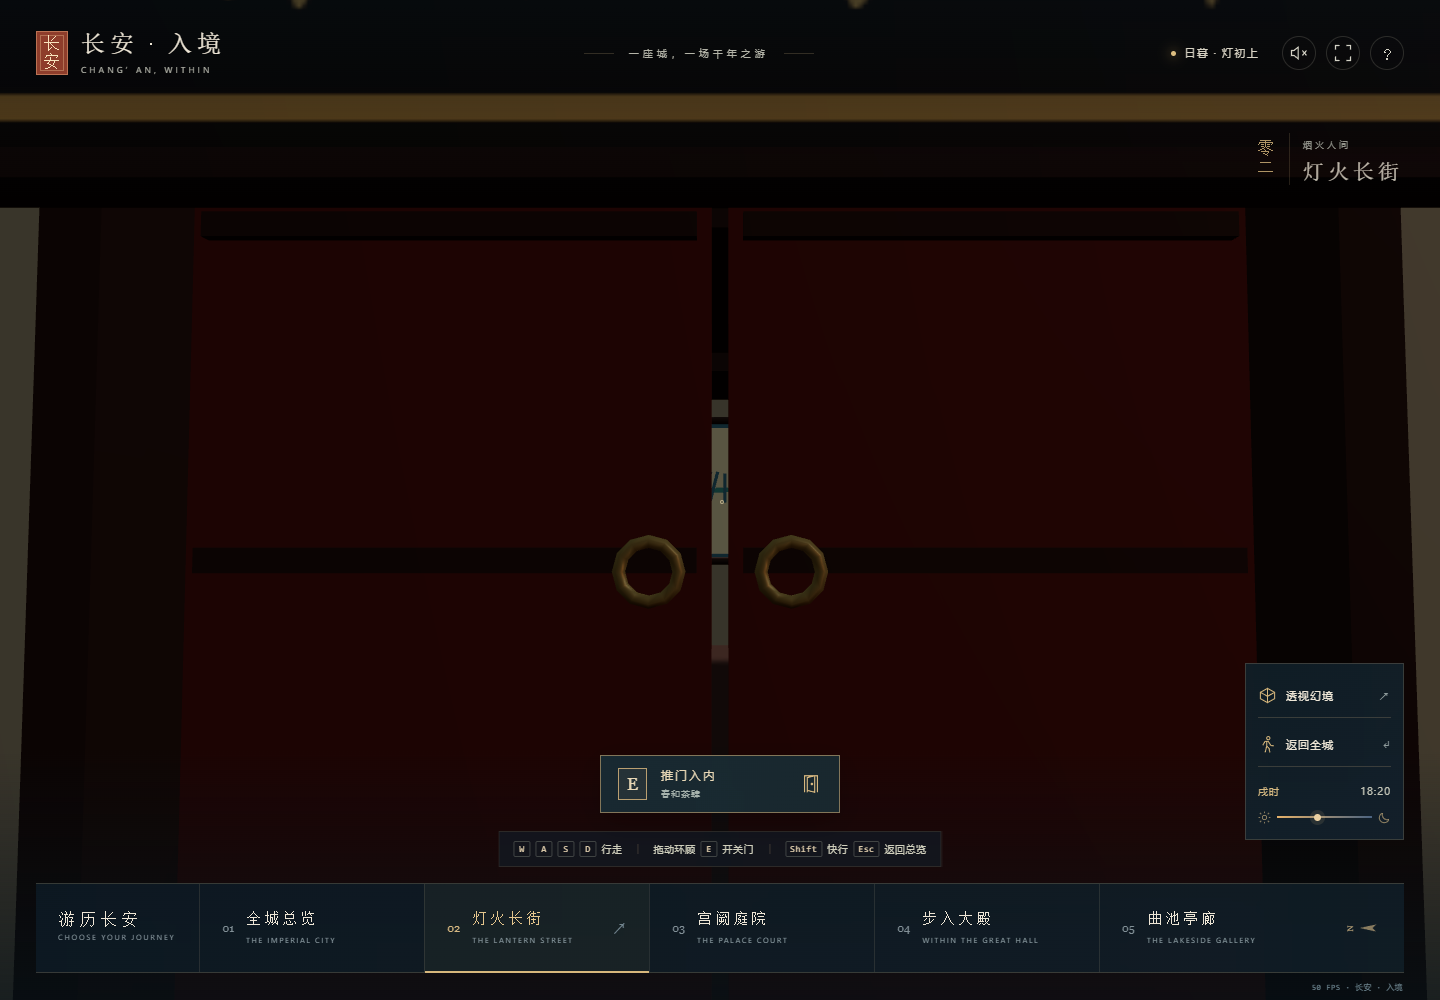 长安
长安 · 入境
CHANG' AN, WITHIN
一座城，一场千年之游
日暮 · 灯初上
?
零二
烟火人间
灯火长街
透视幻境
返回全城
戌时 18:20
E
推门入内
春和茶肆
W A S D 行走 | 拖动环顾 E 开关门 | Shift 快行 Esc 返回总览
游历长安
CHOOSE YOUR JOURNEY
01 全城总览
THE IMPERIAL CITY
02 灯火长街
THE LANTERN STREET
03 宫阙庭院
THE PALACE COURT
04 步入大殿
WITHIN THE GREAT HALL
05 曲池亭廊
THE LAKESIDE GALLERY
N
50 FPS · 长安 · 入境